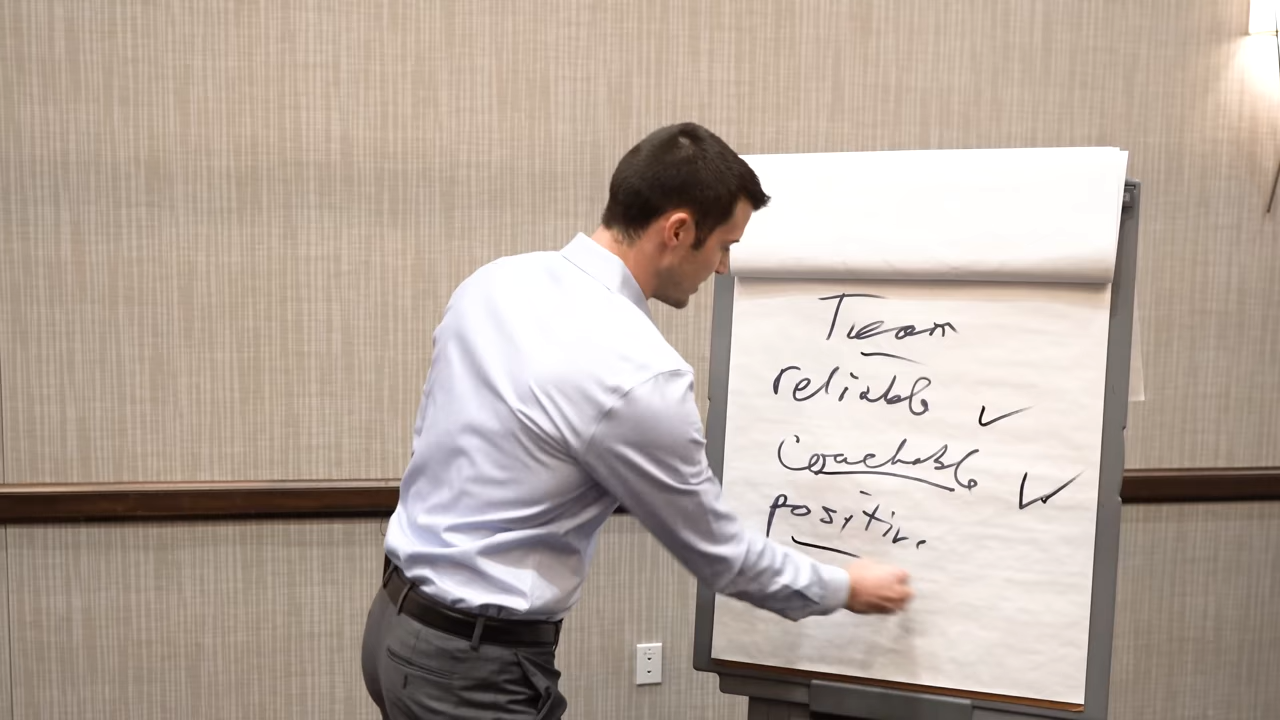 Team
reliable ✓
Coachable ✓
positive